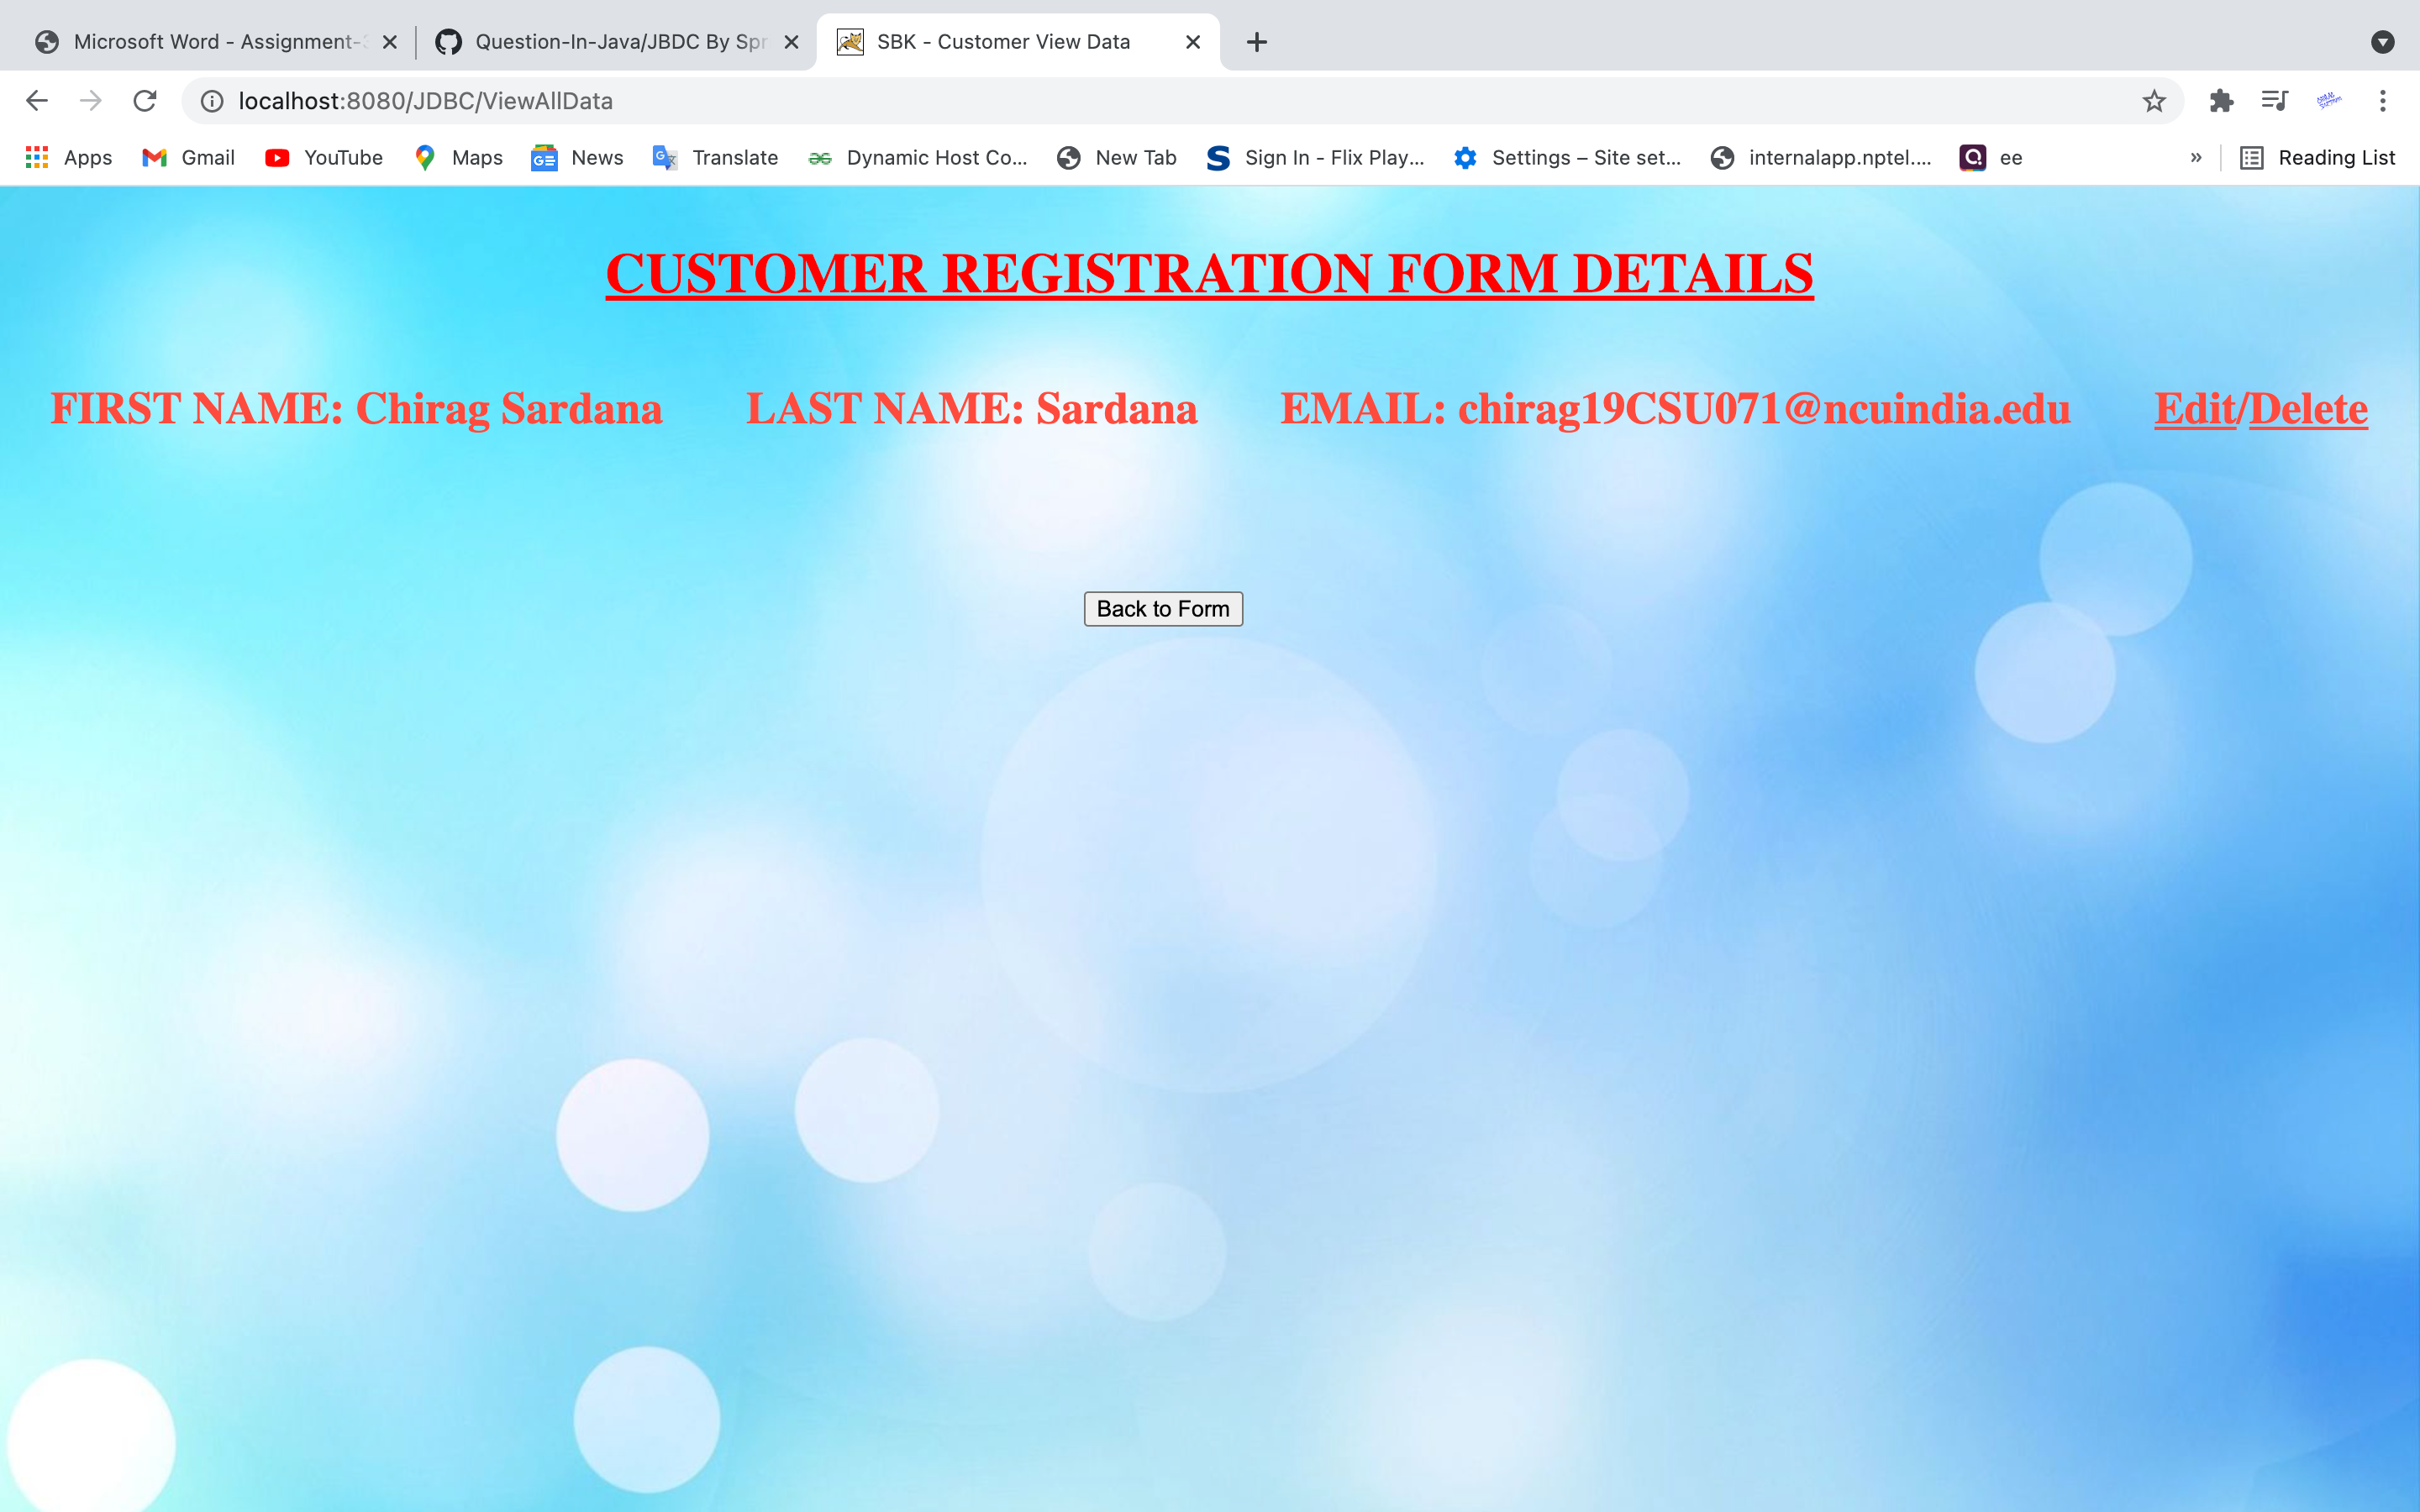 Microsoft Word - Assignment-
Question-In-Java/JBDC By Spr
SBK - Customer View Data
localhost:8080/JDBC/ViewAllData
Apps Gmail YouTube Maps News Translate Dynamic Host Co... New Tab Sign In - Flix Play... Settings – Site set... internalapp.nptel.... ee » Reading List
CUSTOMER REGISTRATION FORM DETAILS
FIRST NAME: Chirag Sardana LAST NAME: Sardana EMAIL: chirag19CSU071@ncuindia.edu Edit/Delete
Back to Form